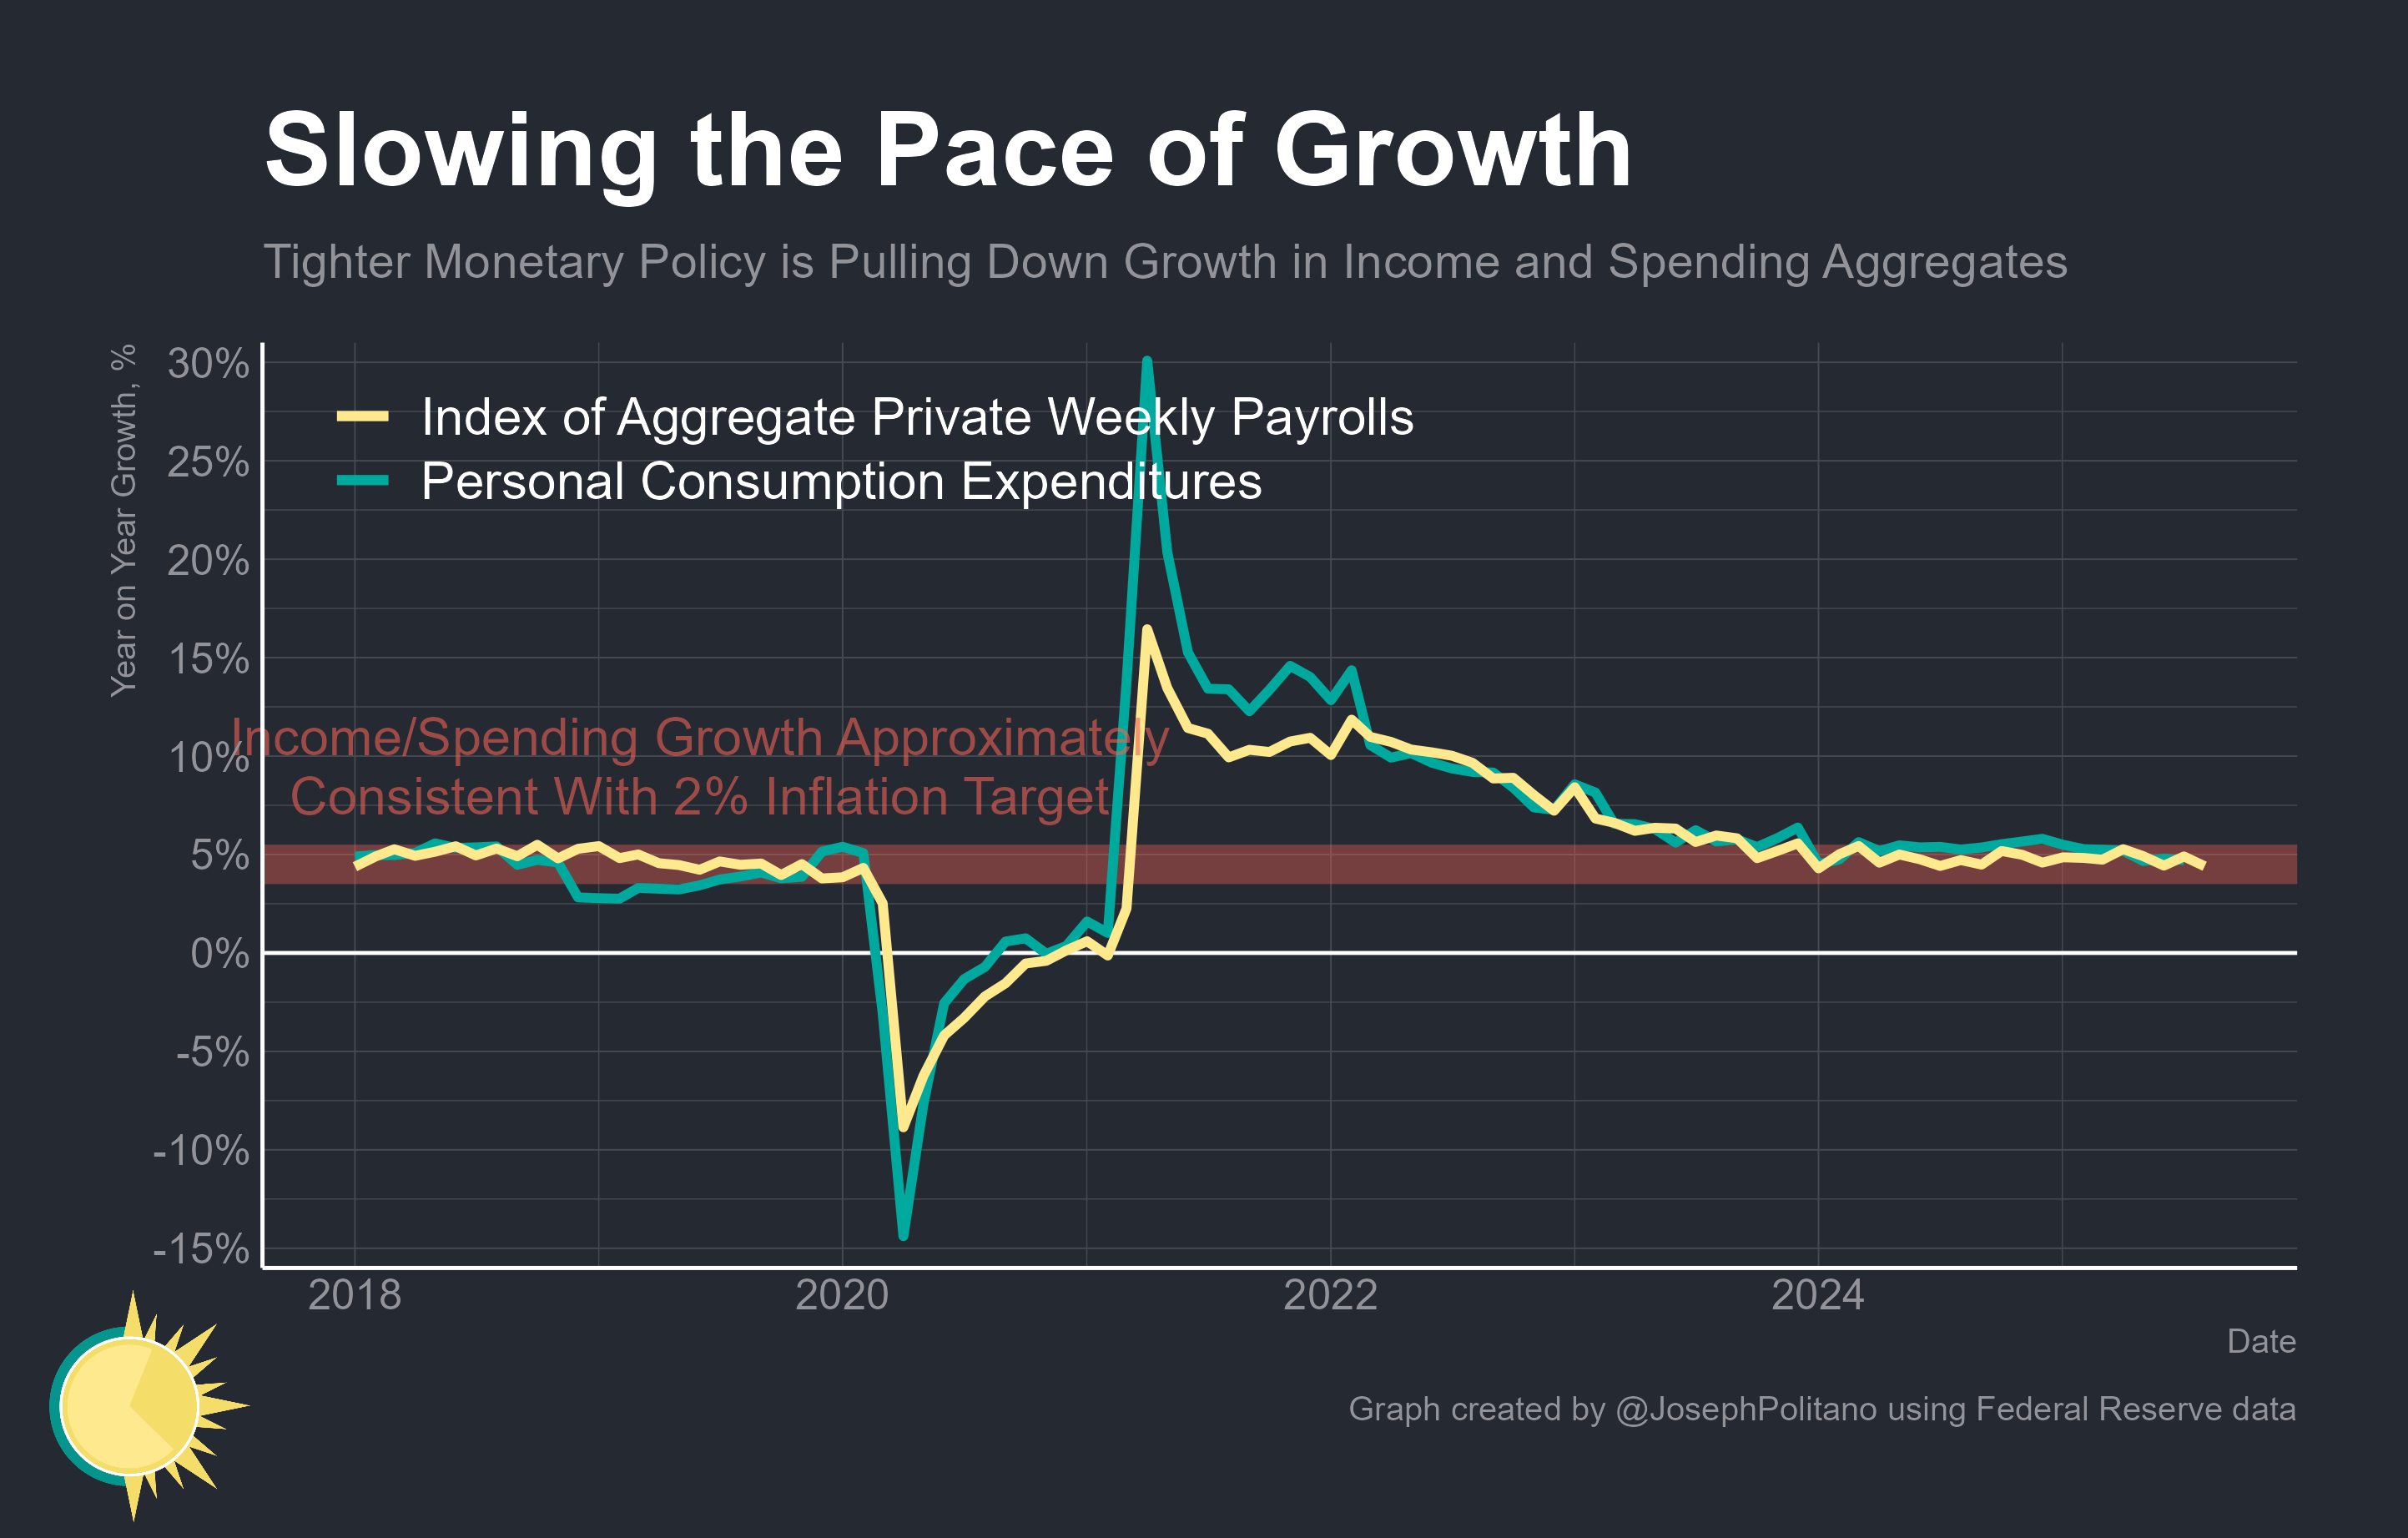 Slowing the Pace of Growth
Tighter Monetary Policy is Pulling Down Growth in Income and Spending Aggregates
Year on Year Growth, %
30%
25%
20%
15%
10%
5%
0%
-5%
-10%
-15%
Index of Aggregate Private Weekly Payrolls
Personal Consumption Expenditures
Income/Spending Growth Approximately
Consistent With 2% Inflation Target
2018
2020
2022
2024
Date
Graph created by @JosephPolitano using Federal Reserve data